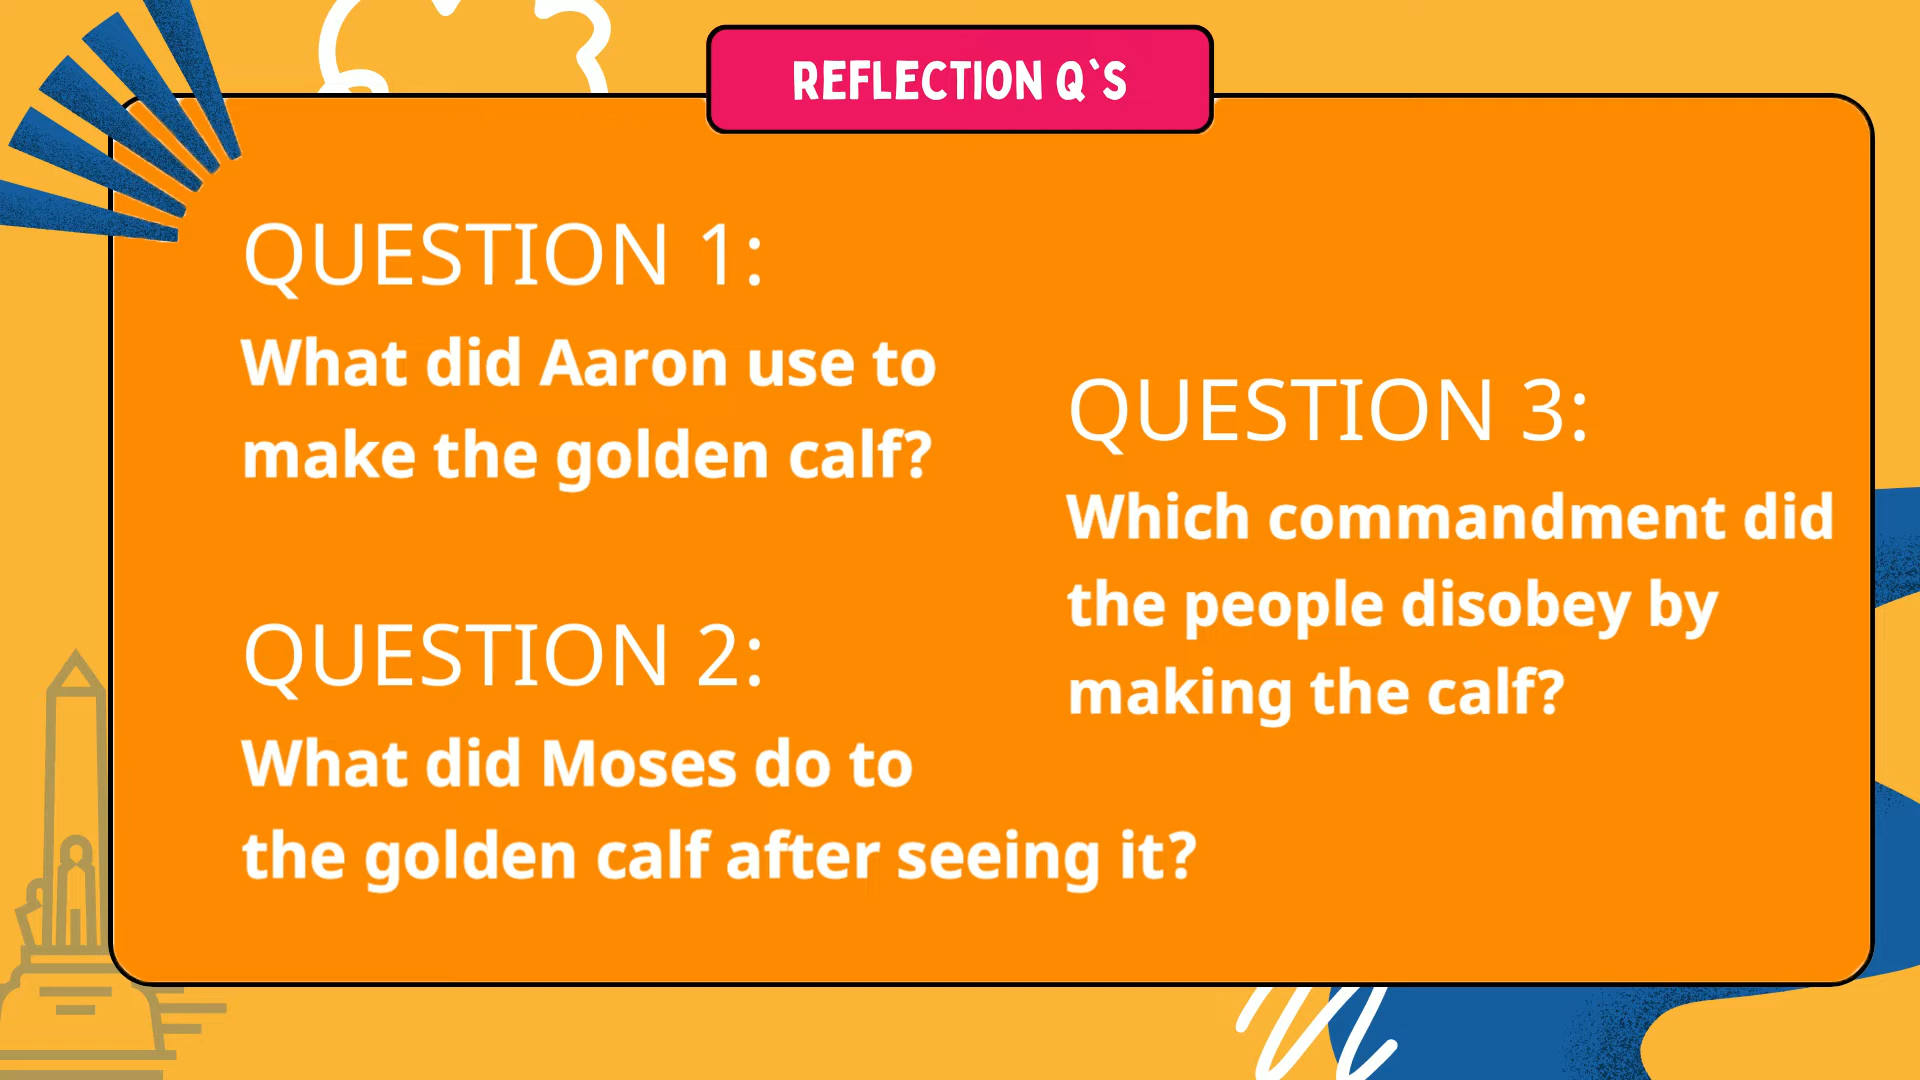 REFLECTION Q`S
QUESTION 1:
What did Aaron use to
make the golden calf?
QUESTION 2:
What did Moses do to
the golden calf after seeing it?
QUESTION 3:
Which commandment did
the people disobey by
making the calf?